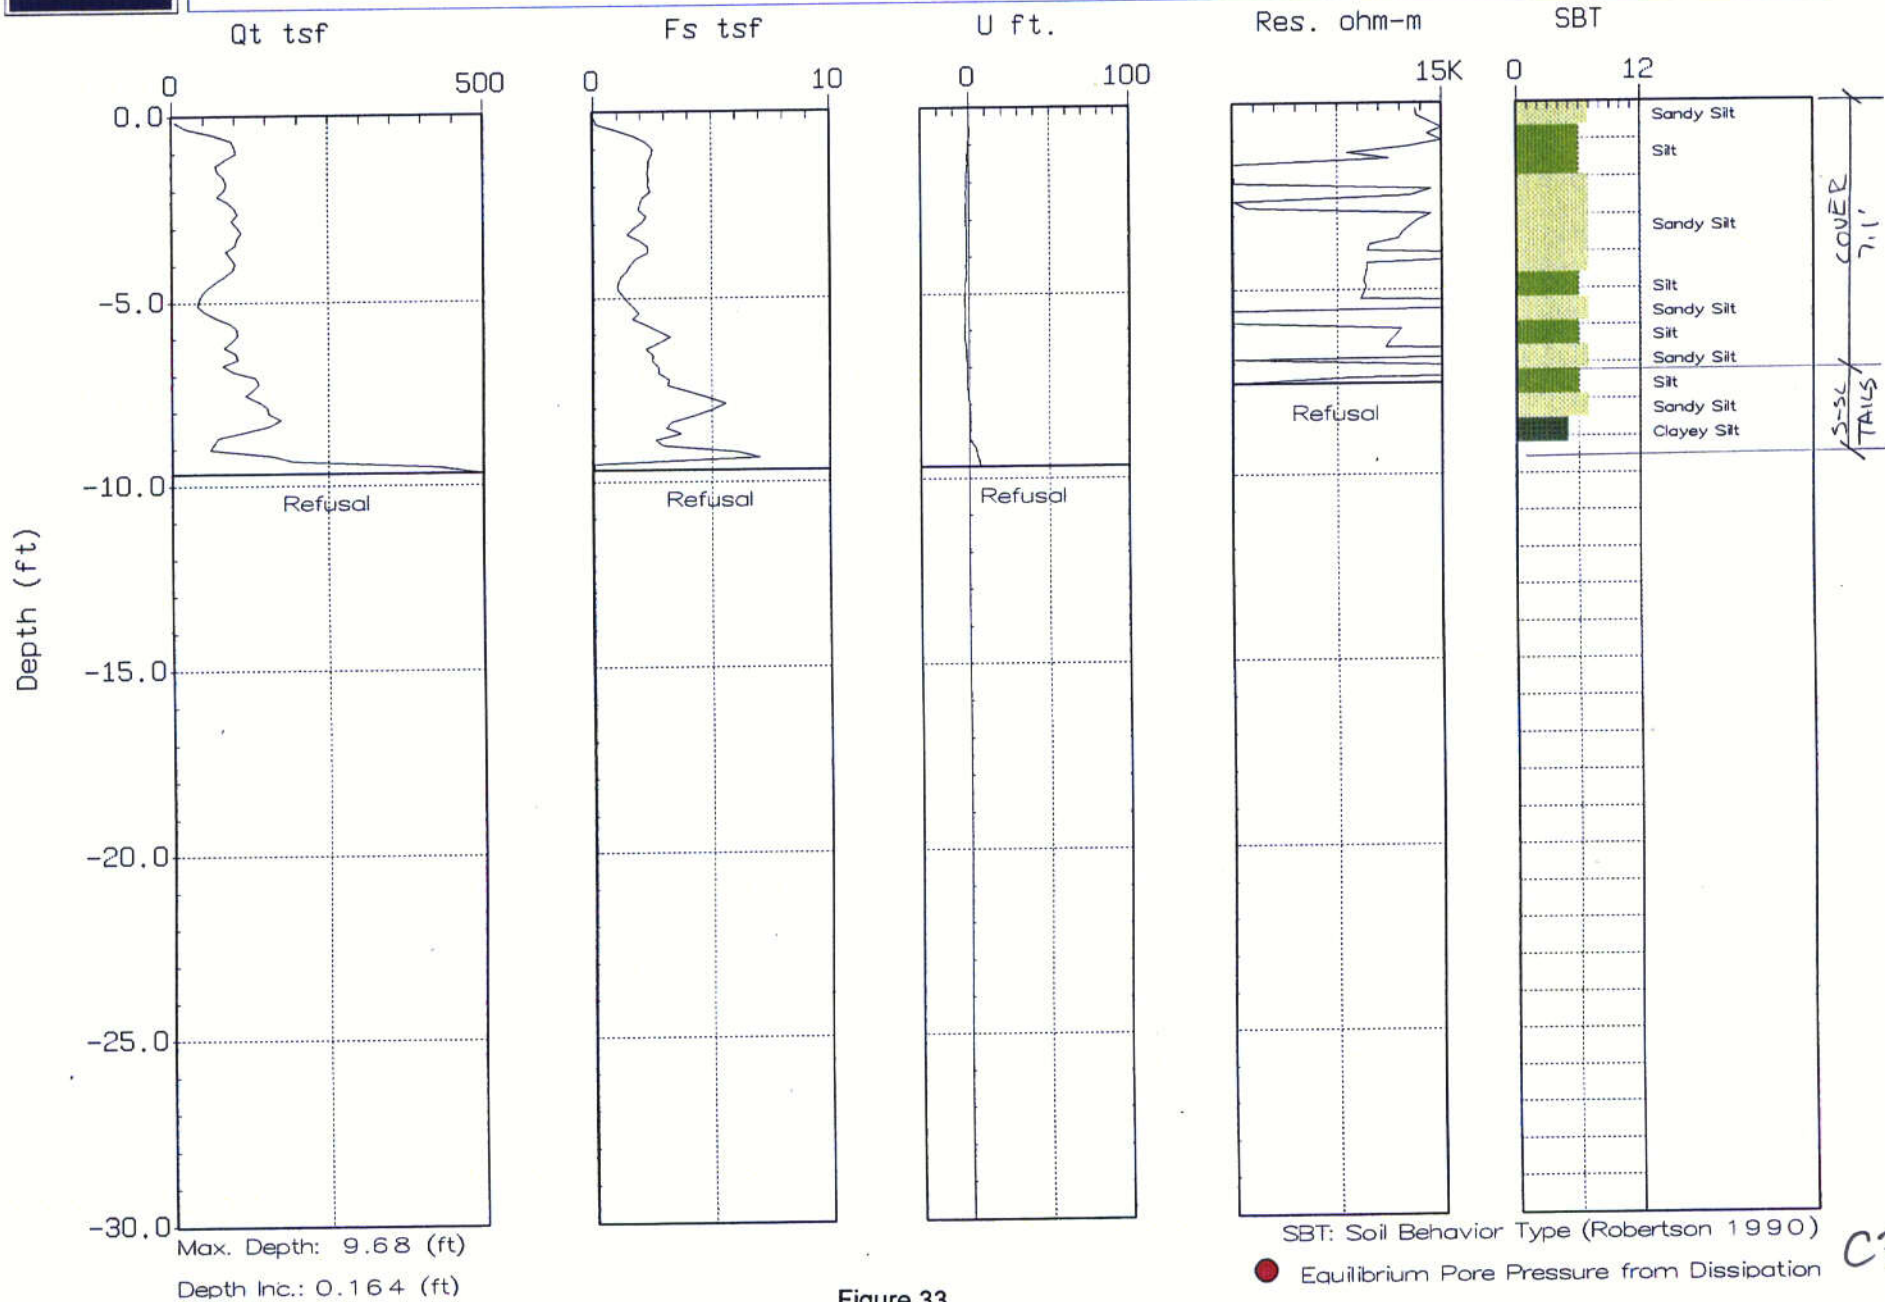 Qt tsf
Fs tsf
U ft.
Res. ohm-m
SBT
0 500
0 10
0 100
15K
0 12
0.0
-5.0
-10.0
-15.0
-20.0
-25.0
-30.0
Depth (ft)
Refusal
Refusal
Refusal
Refusal
Sandy Silt
Silt
Sandy Silt
Silt
Sandy Silt
Silt
Sandy Silt
Silt
Sandy Silt
Clayey Silt
COVER
7.1'
S-SL
TAILS
Max. Depth: 9.68 (ft)
Depth Inc.: 0.164 (ft)
SBT: Soil Behavior Type (Robertson 1990)
Equilibrium Pore Pressure from Dissipation
Figure 33